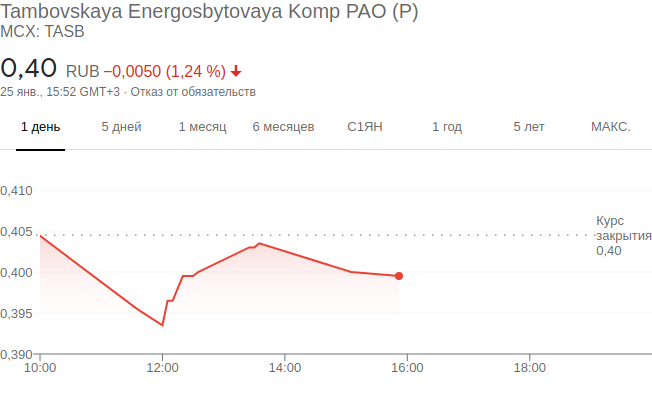 Tambovskaya Energosbytovaya Komp PAO (P)
MCX: TASB
0,40 RUB −0,0050 (1,24 %)
25 янв., 15:52 GMT+3 · Отказ от обязательств
1 день 5 дней 1 месяц 6 месяцев С1ЯН 1 год 5 лет МАКС.
0,410
0,405
0,400
0,395
0,390
Курс
закрытия
0,40
10:00 12:00 14:00 16:00 18:00